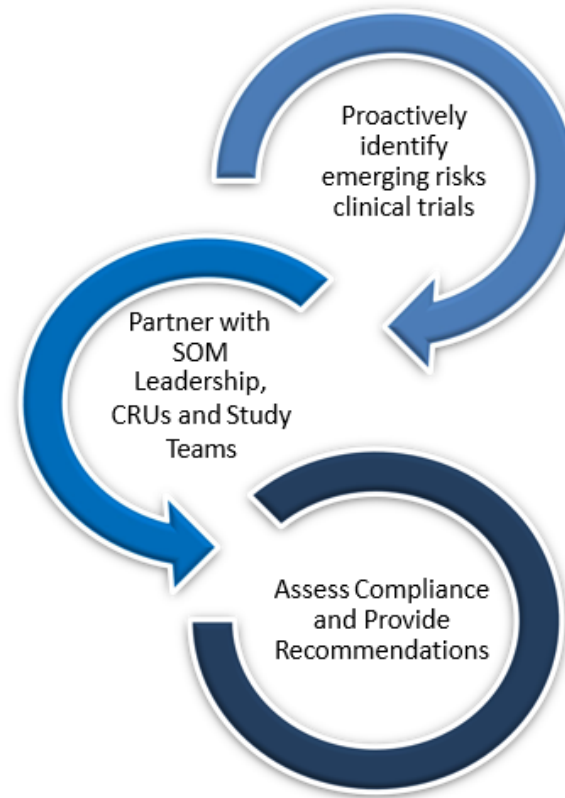 Proactively
identify
emerging risks
clinical trials
Partner with
SOM
Leadership,
CRUs and Study
Teams
Assess Compliance
and Provide
Recommendations